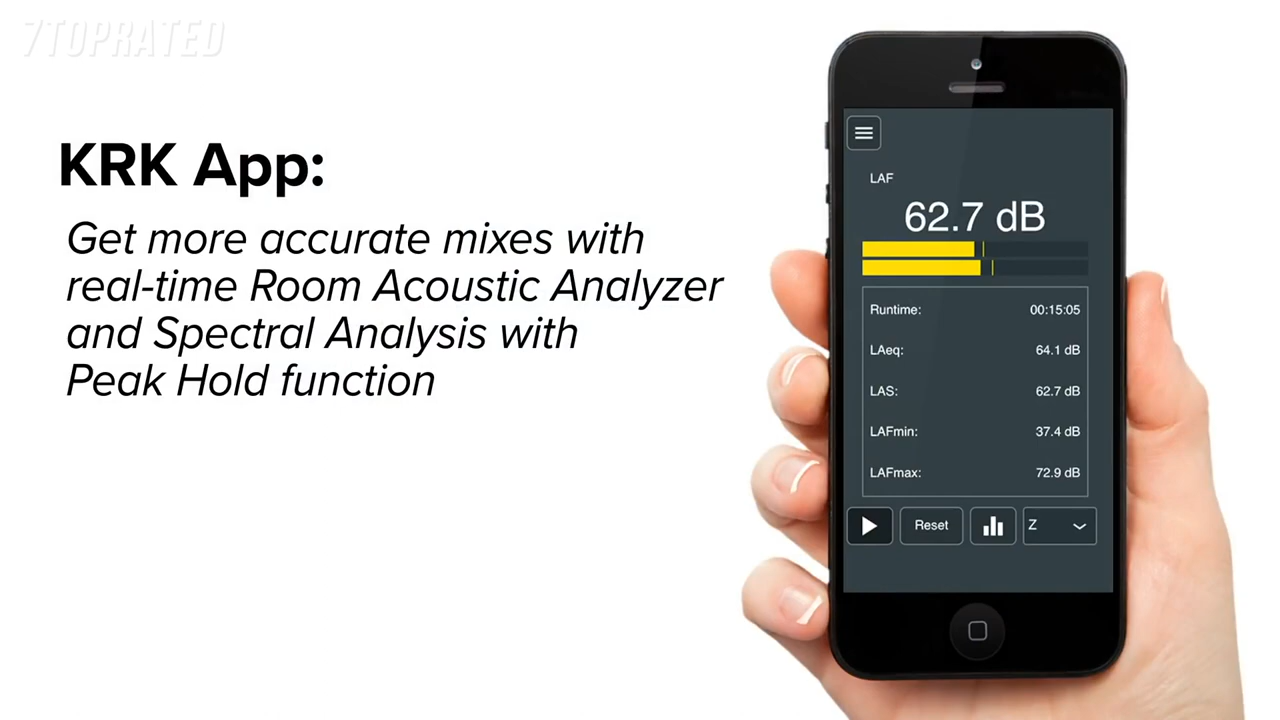 7TOPRATED
KRK App:
Get more accurate mixes with
real-time Room Acoustic Analyzer
and Spectral Analysis with
Peak Hold function
LAF
62.7 dB
Runtime: 00:15:05
LAeq: 64.1 dB
LAS: 62.7 dB
LAFmin: 37.4 dB
LAFmax: 72.9 dB
Reset Z